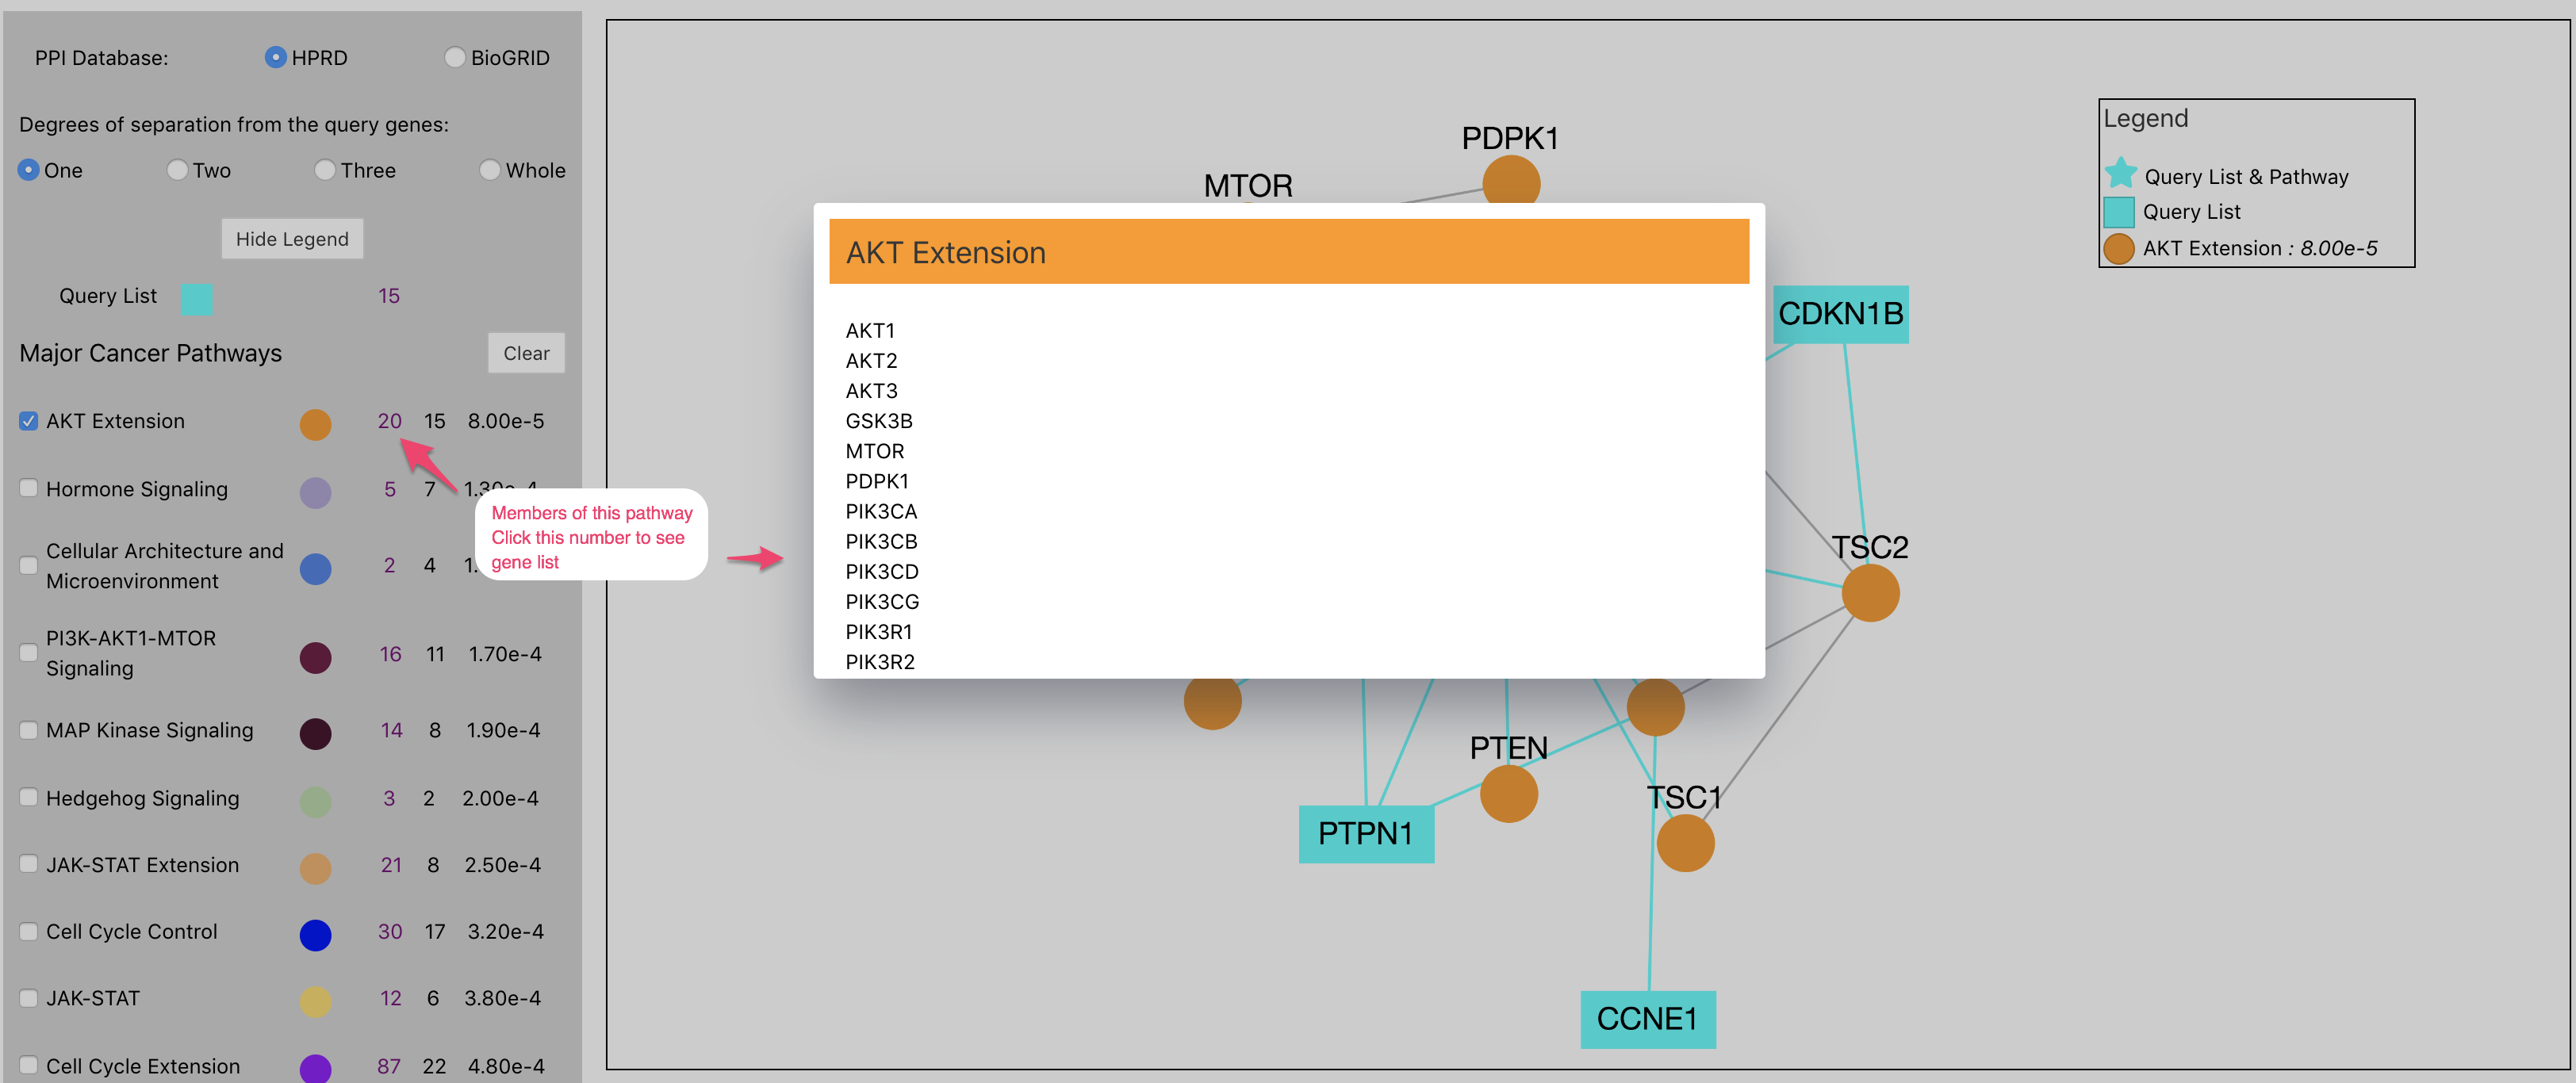 PPI Database: HPRD BioGRID
Degrees of separation from the query genes:
One Two Three Whole
Hide Legend
Query List 15
Major Cancer Pathways Clear
AKT Extension 20 15 8.00e-5
Hormone Signaling 5 7
Cellular Architecture and
Microenvironment 2 4
PI3K-AKT1-MTOR
Signaling 16 11 1.70e-4
MAP Kinase Signaling 14 8 1.90e-4
Hedgehog Signaling 3 2 2.00e-4
JAK-STAT Extension 21 8 2.50e-4
Cell Cycle Control 30 17 3.20e-4
JAK-STAT 12 6 3.80e-4
Cell Cycle Extension 87 22 4.80e-4
Members of this pathway
Click this number to see
gene list
PDPK1
MTOR
AKT Extension
AKT1
AKT2
AKT3
GSK3B
MTOR
PDPK1
PIK3CA
PIK3CB
PIK3CD
PIK3CG
PIK3R1
PIK3R2
CDKN1B
TSC2
PTEN
TSC1
PTPN1
CCNE1
Legend
Query List & Pathway
Query List
AKT Extension : 8.00e-5